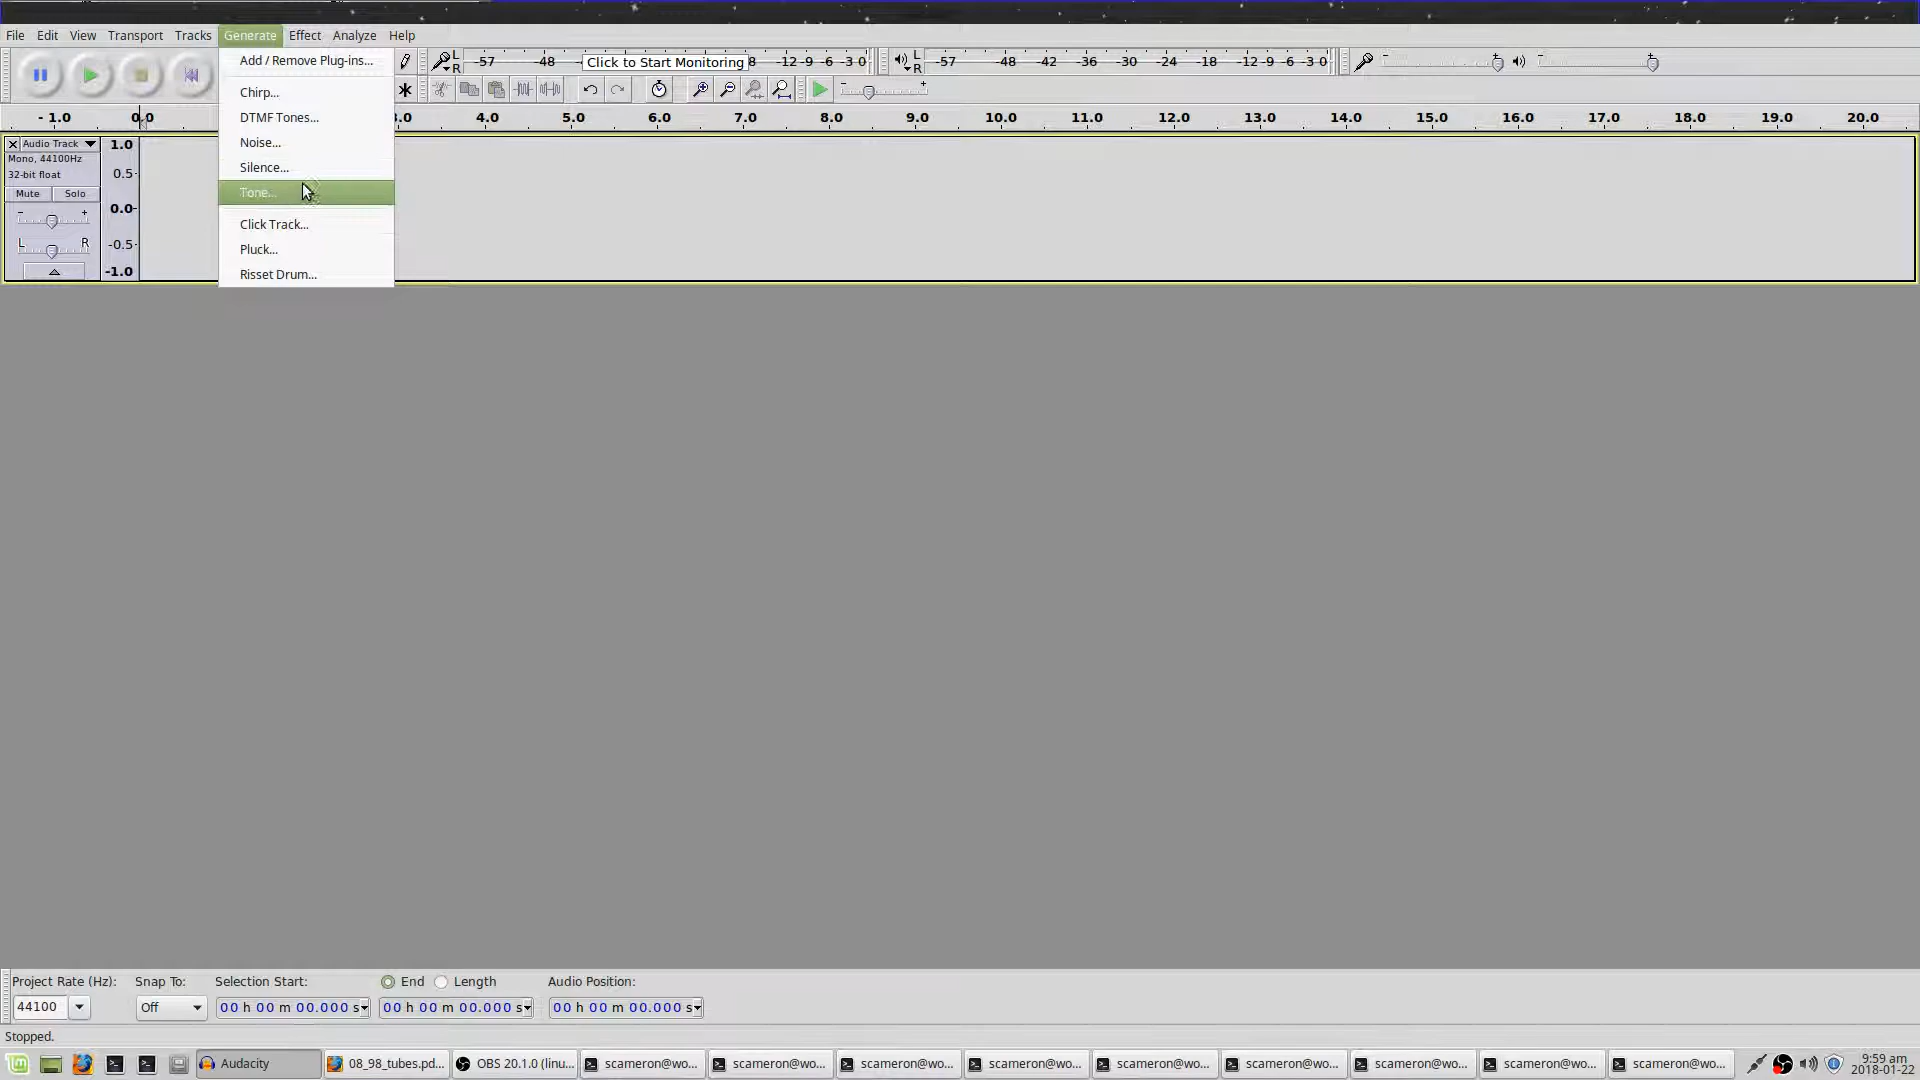 File Edit View Transport Tracks Generate Effect Analyze Help
Add / Remove Plug-ins...
Chirp...
DTMF Tones...
Noise...
Silence...
Tone...
Click Track...
Pluck...
Risset Drum...
L
R
-57 -48 Click to Start Monitoring 8 -12 -9 -6 -3 0
L
R
-57 -48 -42 -36 -30 -24 -18 -12 -9 -6 -3 0
- + - +
- +
- 1.0 0.0 3.0 4.0 5.0 6.0 7.0 8.0 9.0 10.0 11.0 12.0 13.0 14.0 15.0 16.0 17.0 18.0 19.0 20.0
Audio Track 1.0
Mono, 44100Hz
32-bit float 0.5-
Mute Solo
- + 0.0-
L R -0.5-
-1.0
Project Rate (Hz): Snap To: Selection Start: End Length Audio Position:
44100 Off 00 h 00 m 00.000 s 00 h 00 m 00.000 s 00 h 00 m 00.000 s
Stopped.
Audacity 08_98_tubes.pd... OBS 20.1.0 (linu... scameron@wo... scameron@wo... scameron@wo... scameron@wo... scameron@wo... scameron@wo... scameron@wo... scameron@wo... scameron@wo... 9:59 am
2018-01-22